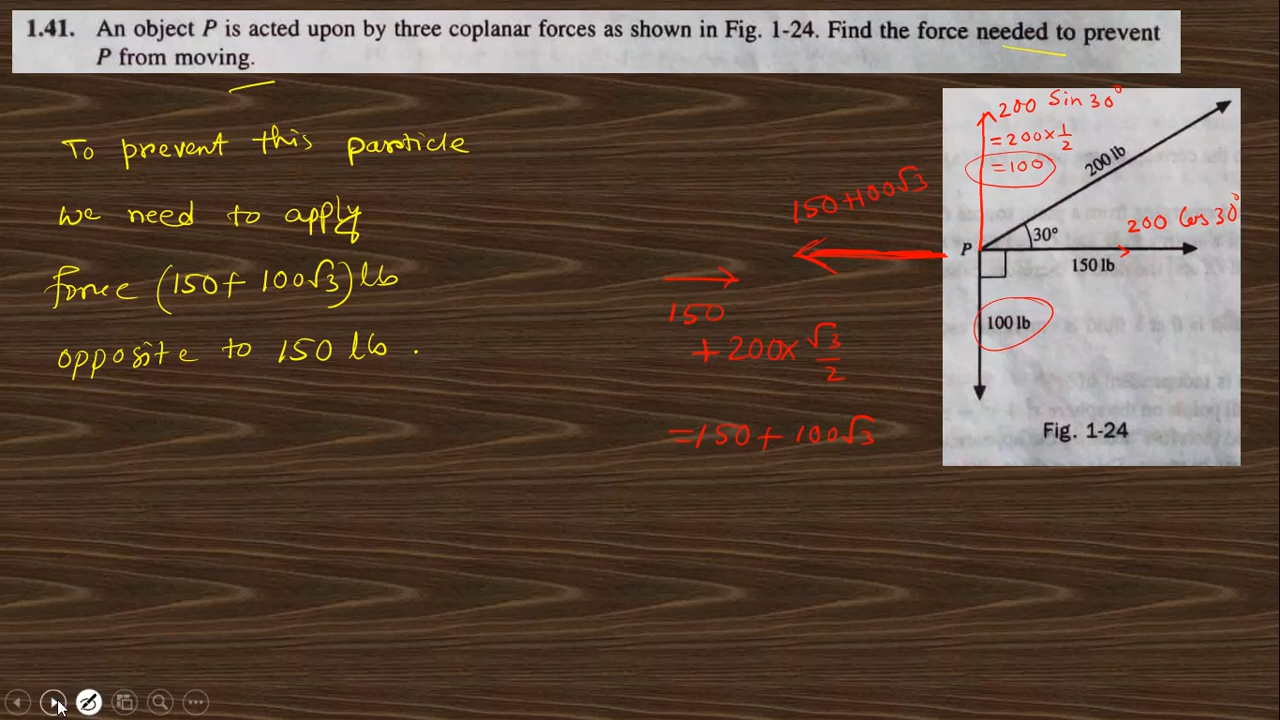 1.41. An object P is acted upon by three coplanar forces as shown in Fig. 1-24. Find the force needed to prevent
P from moving.
To prevent this particle
we need to apply
force (150+ 100√3) lb
opposite to 150 lb .
150+100√3
150
+200× √3/2
=150+ 100√3
200 Sin 30°
=200×1/2
=100
200 lb
200 Cos 30°
30°
P
150 lb
100 lb
Fig. 1-24